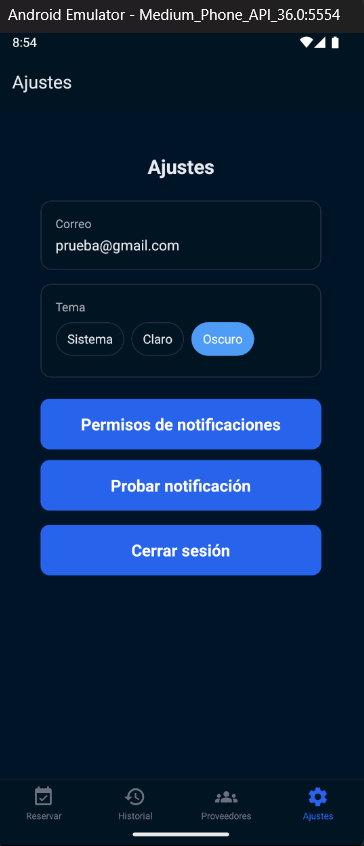 Android Emulator - Medium_Phone_API_36.0:5554
8:54
Ajustes
Ajustes
Correo
prueba@gmail.com
Tema
Sistema Claro Oscuro
Permisos de notificaciones
Probar notificación
Cerrar sesión
Reservar Historial Proveedores Ajustes